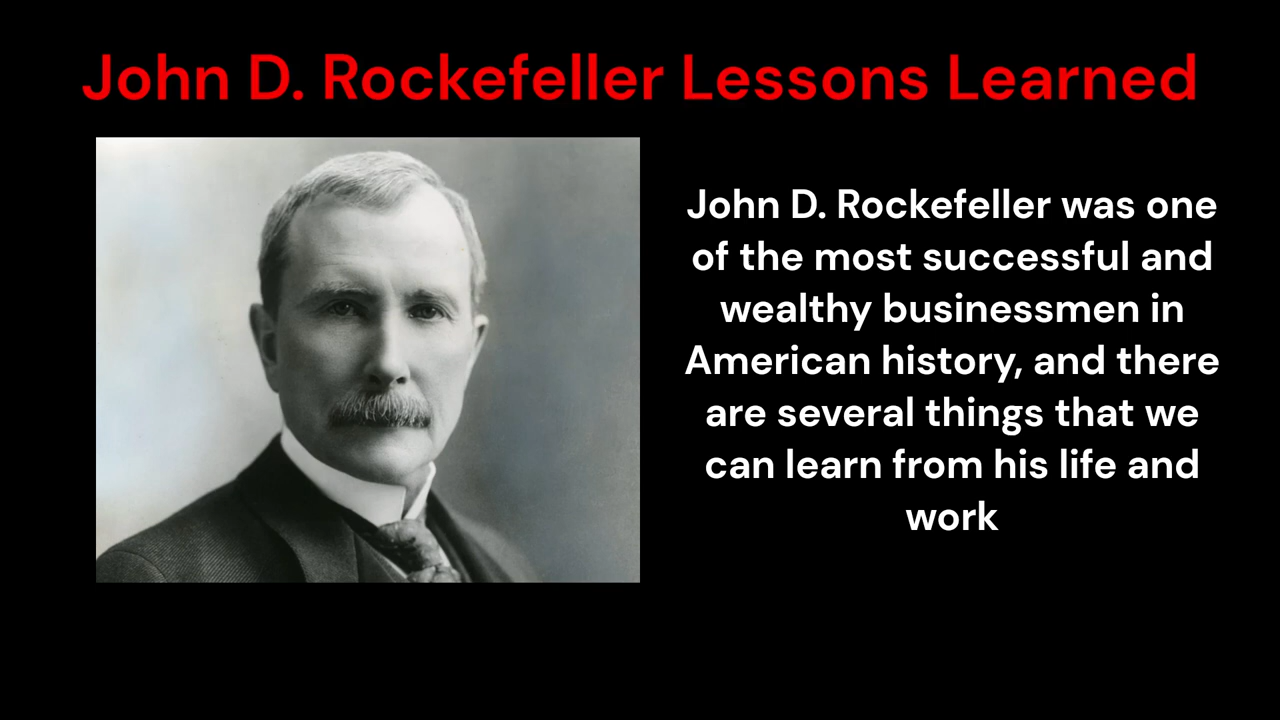 John D. Rockefeller Lessons Learned
John D. Rockefeller was one
of the most successful and
wealthy businessmen in
American history, and there
are several things that we
can learn from his life and
work